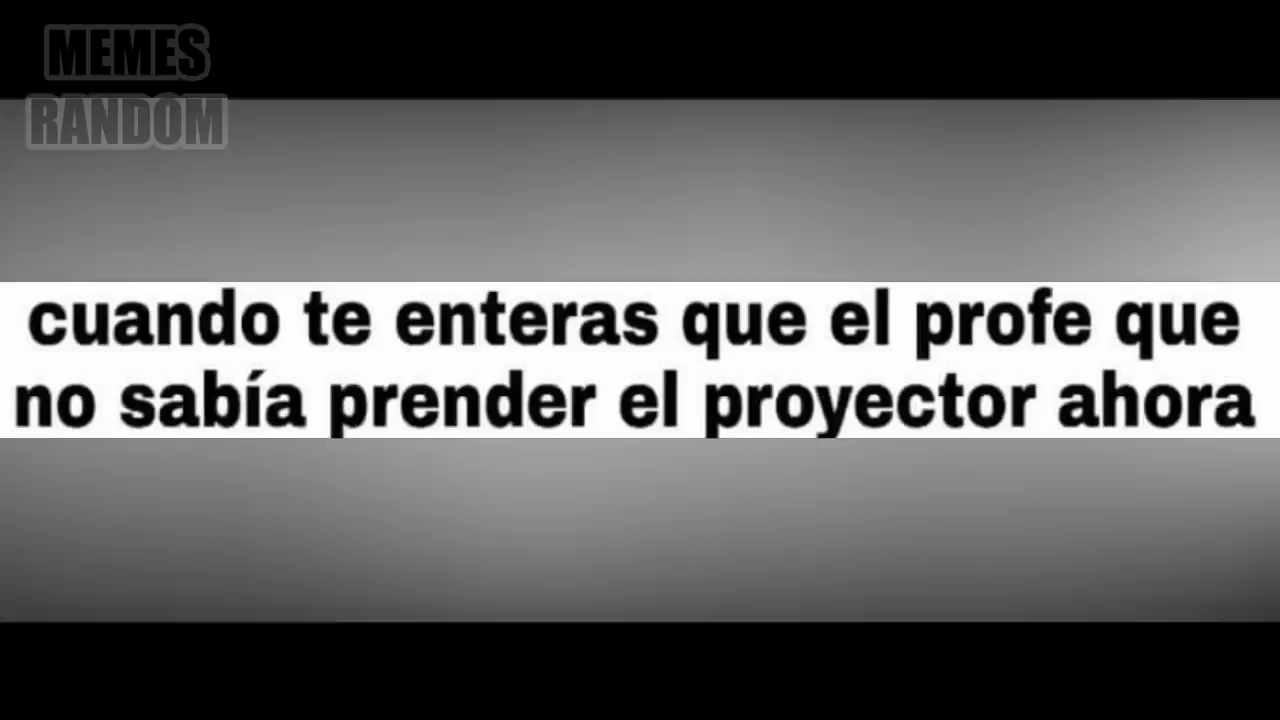 MEMES
RANDOM
cuando te enteras que el profe que
no sabía prender el proyector ahora